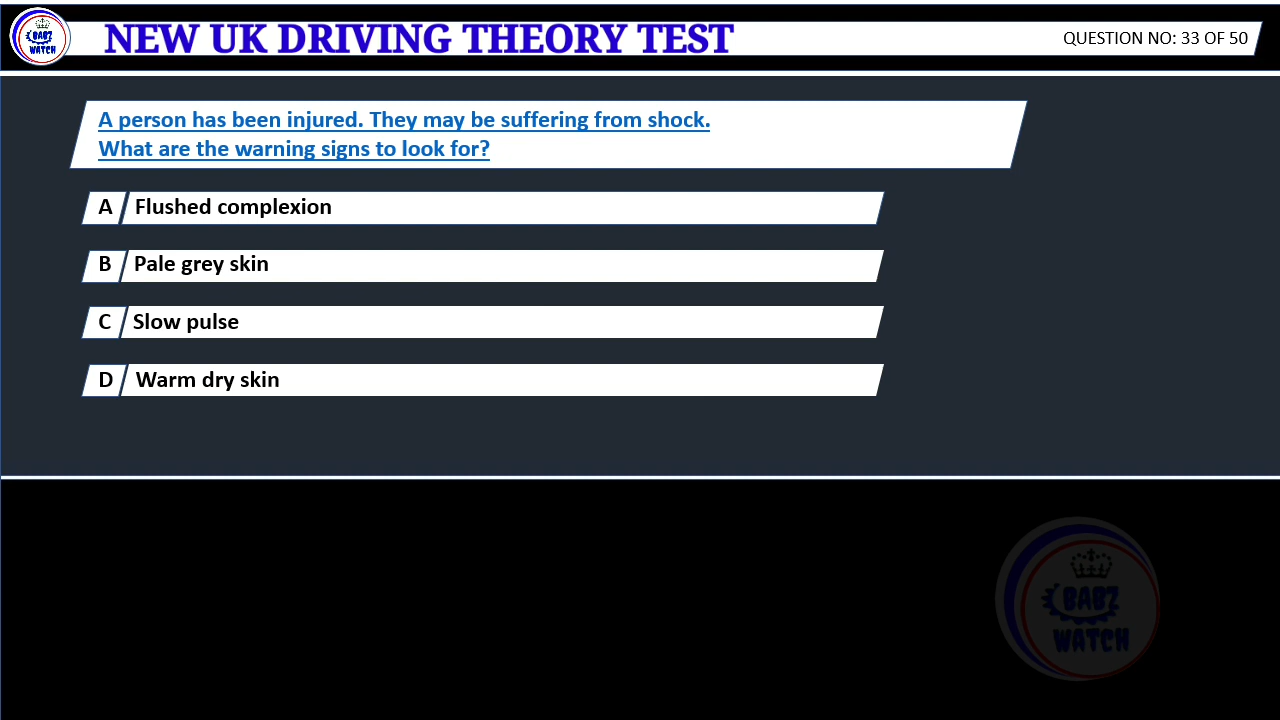 BABZ
WATCH
NEW UK DRIVING THEORY TEST
QUESTION NO: 33 OF 50
A person has been injured. They may be suffering from shock.
What are the warning signs to look for?
A Flushed complexion
B Pale grey skin
C Slow pulse
D Warm dry skin
BABZ
WATCH